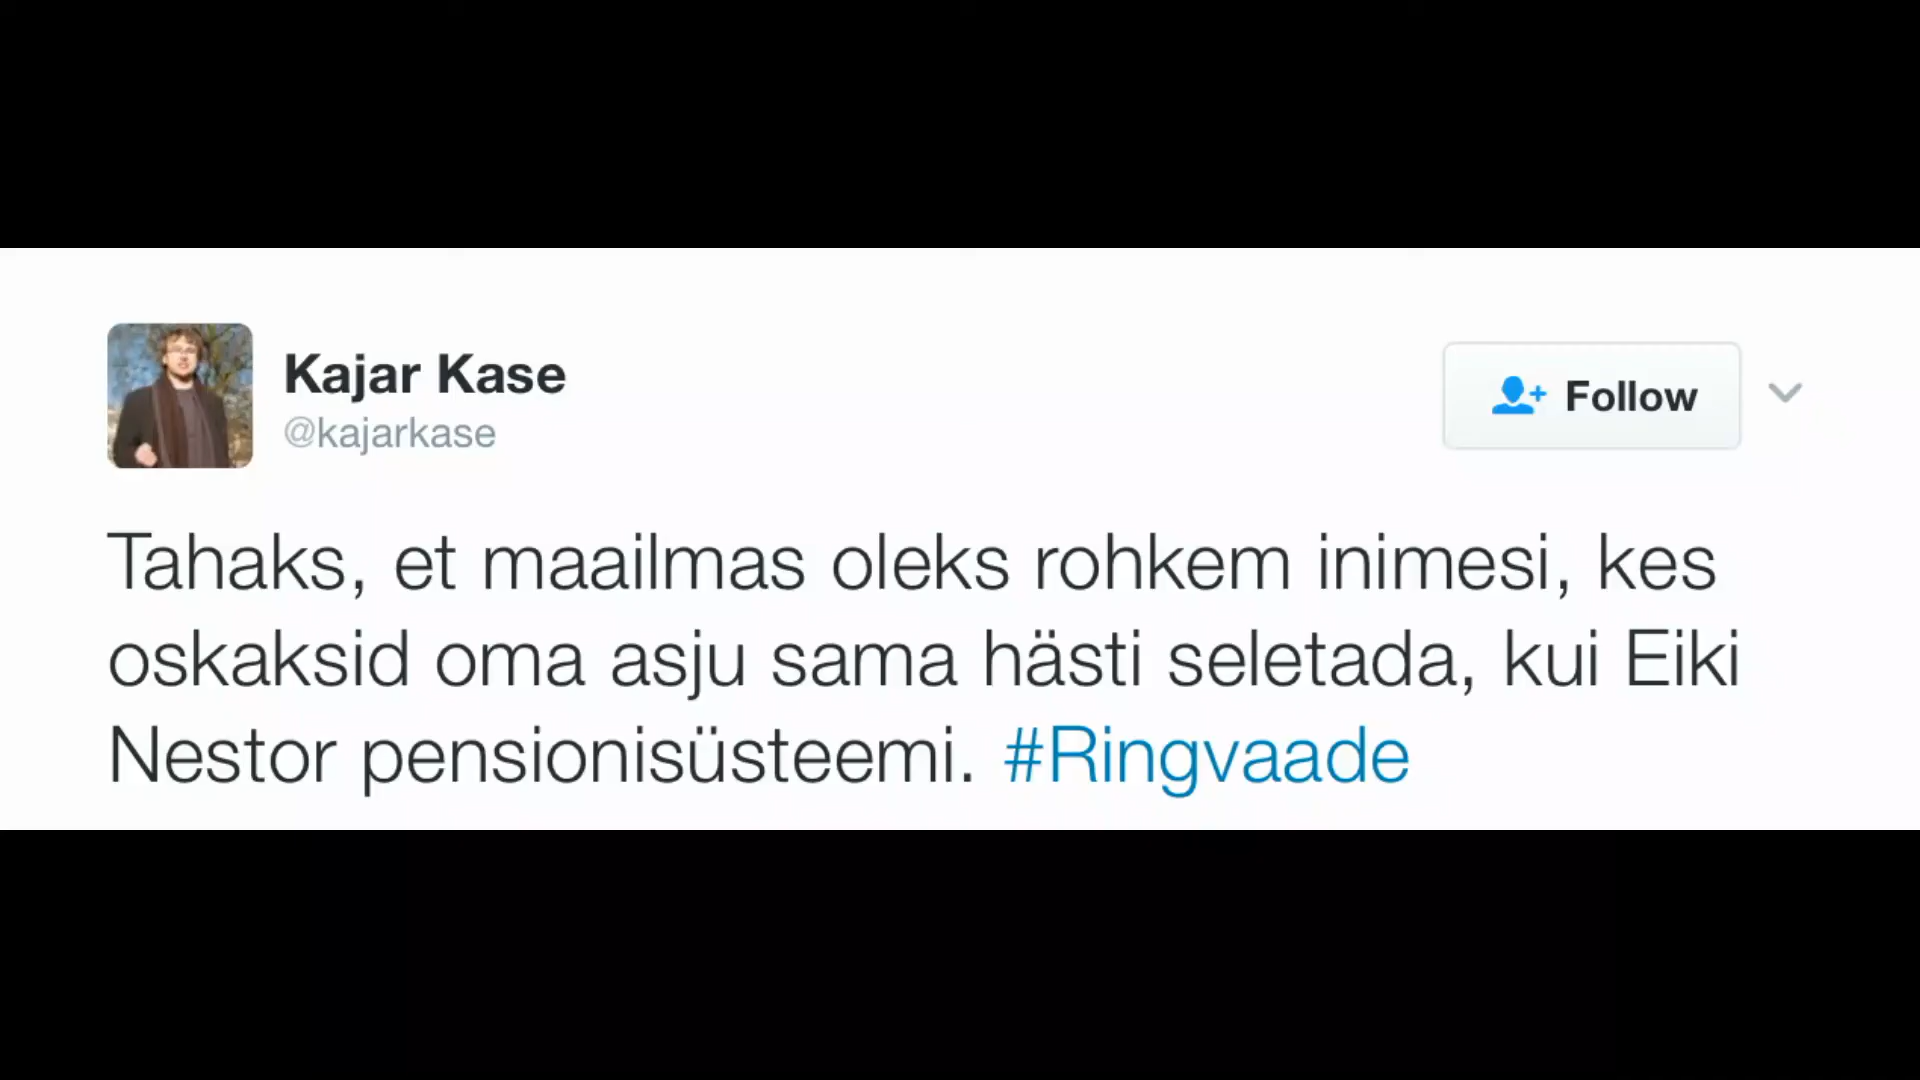 Kajar Kase
@kajarkase
Follow
Tahaks, et maailmas oleks rohkem inimesi, kes
oskaksid oma asju sama hästi seletada, kui Eiki
Nestor pensionisüsteemi. #Ringvaade